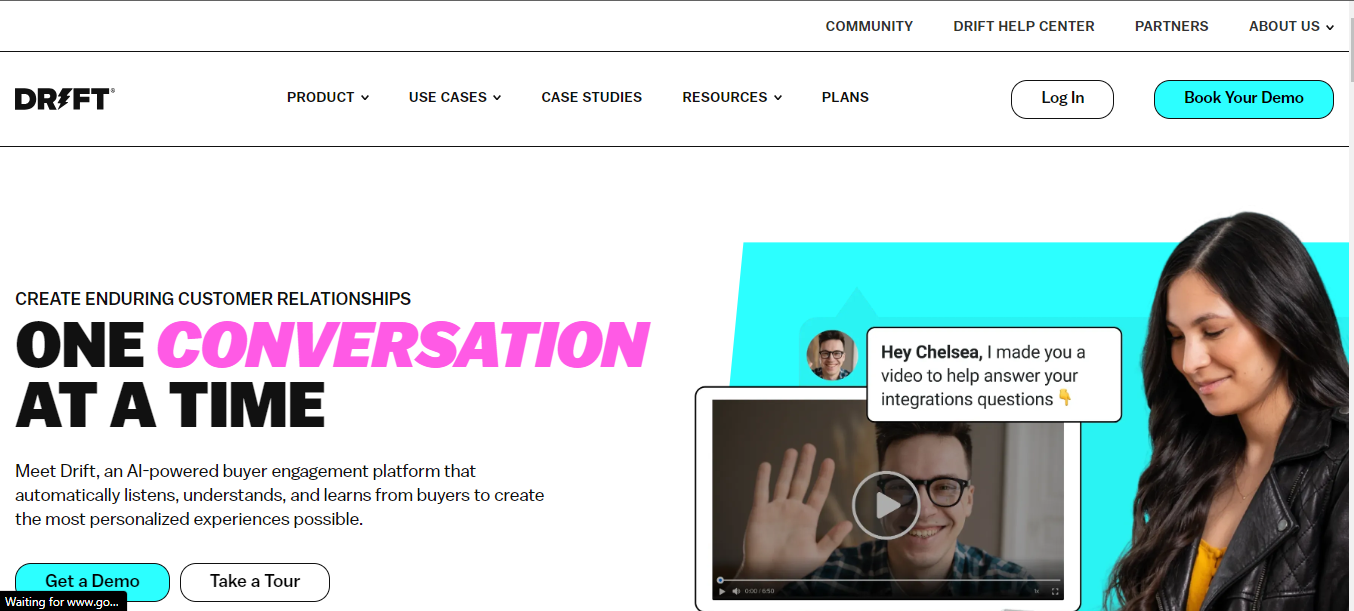 COMMUNITY DRIFT HELP CENTER PARTNERS ABOUT US
DRIFT®
PRODUCT USE CASES CASE STUDIES RESOURCES PLANS
Log In
Book Your Demo
CREATE ENDURING CUSTOMER RELATIONSHIPS
ONE CONVERSATION
AT A TIME
Meet Drift, an AI-powered buyer engagement platform that
automatically listens, understands, and learns from buyers to create
the most personalized experiences possible.
Get a Demo
Take a Tour
Hey Chelsea, I made you a
video to help answer your
integrations questions 👇
0:00 / 6:50
1x
Waiting for www.go...